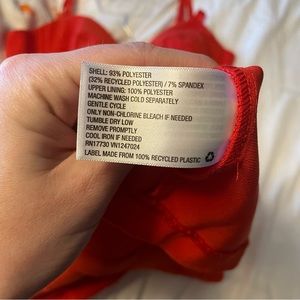 SHELL: 93% POLYESTER
(32% RECYCLED POLYESTER) / 7% SPANDEX
UPPER LINING: 100% POLYESTER
MACHINE WASH COLD SEPARATELY
GENTLE CYCLE
ONLY NON-CHLORINE BLEACH IF NEEDED
TUMBLE DRY LOW
REMOVE PROMPTLY
COOL IRON IF NEEDED
RN17730 VN1247024
LABEL MADE FROM 100% RECYCLED PLASTIC